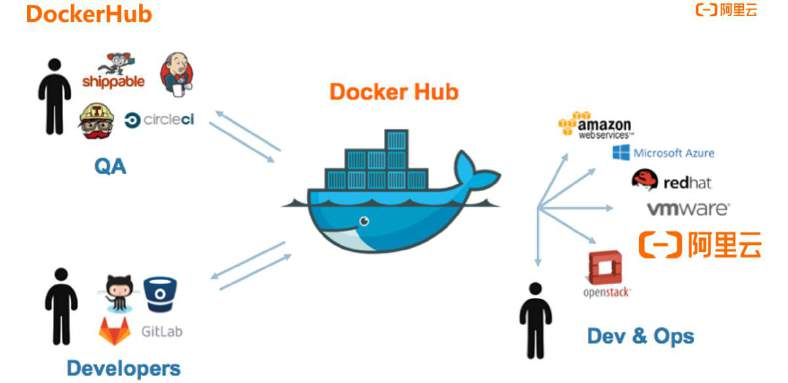 DockerHub
阿里云
shippable
Docker Hub
circleci
QA
amazon
webservices™
Microsoft Azure
redhat
vmware®
阿里云
openstack
GitLab
Dev & Ops
Developers